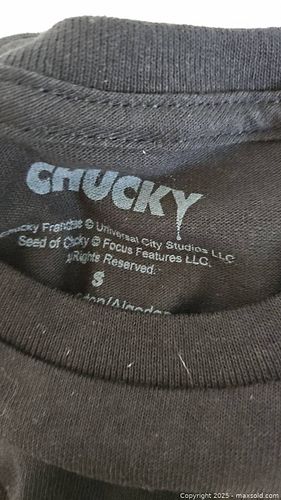 CHUCKY
Chucky Franchise © Universal City Studios LLC
Seed of Chucky © Focus Features LLC.
All Rights Reserved.
S
Copyright 2025 - maxsold.com